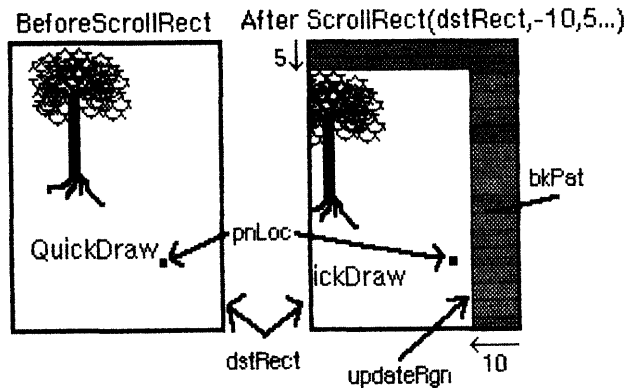 BeforeScrollRect
After ScrollRect(dstRect,-10,5...)
5
bkPat
QuickDraw
pnLoc
ickDraw
dstRect
updateRgn
10